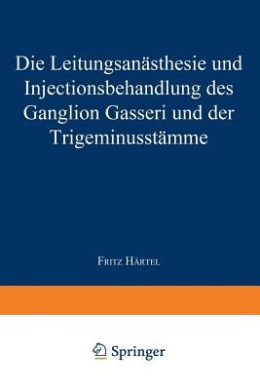 Die Leitungsanästhesie und
Injectionsbehandlung des
Ganglion Gasseri und der
Trigeminusstämme
FRITZ HÄRTEL
Springer